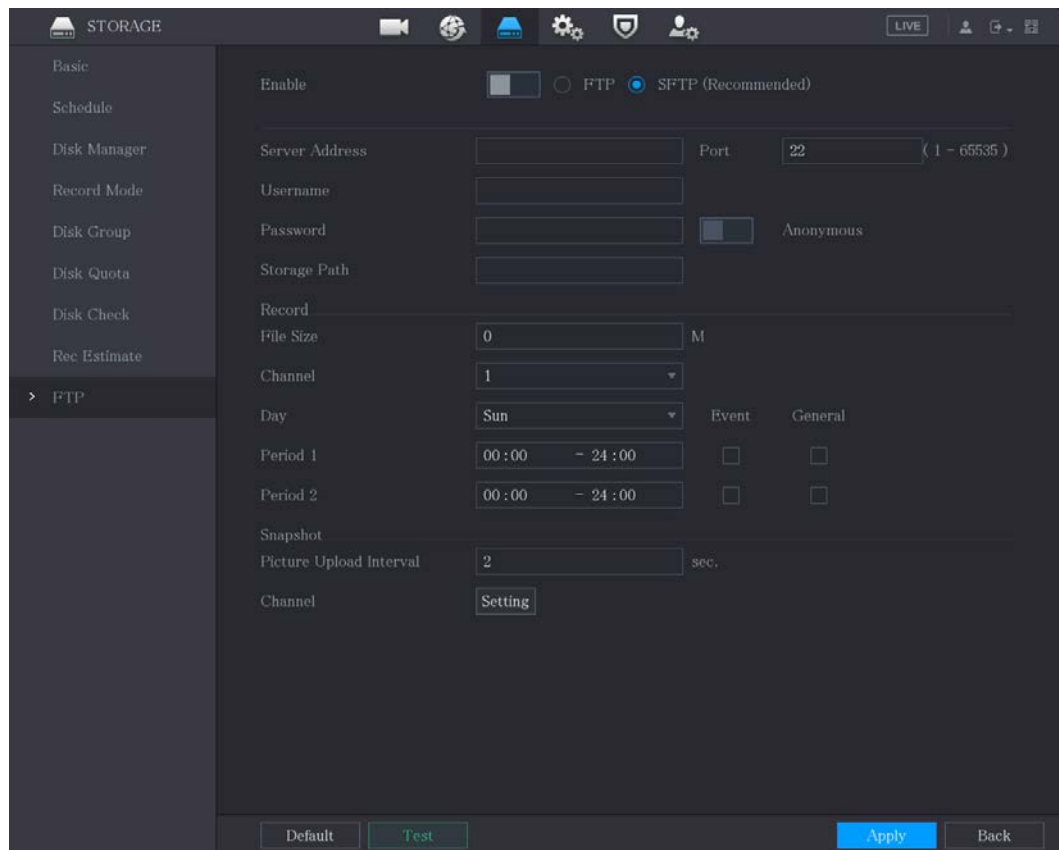 STORAGE LIVE
Basic
Enable FTP SFTP (Recommended)
Schedule
Disk Manager Server Address Port 22 ( 1 - 65535 )
Record Mode Username
Disk Group Password Anonymous
Disk Quota Storage Path
Disk Check Record
File Size 0 M
Rec Estimate
Channel 1
> FTP
Day Sun Event General
Period 1 00 : 00 - 24 : 00
Period 2 00 : 00 - 24 : 00
Snapshot
Picture Upload Interval 2 sec.
Channel Setting
Default Test Apply Back